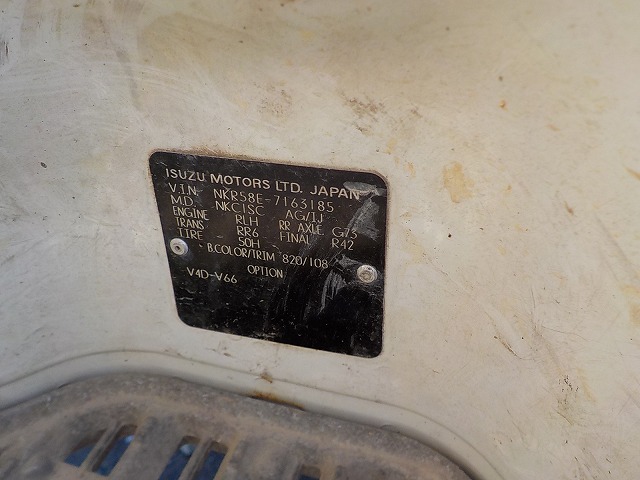 ISUZU MOTORS LTD. JAPAN
V.I.N. NKR58E-7163185
M.D. NKC1SC AG/1J
ENGINE RLH RR AXLE G73
TRANS RR6 FINAL R42
TIRE 50H
B.COLOR/TRIM 820/108
OPTION
V4D-V66